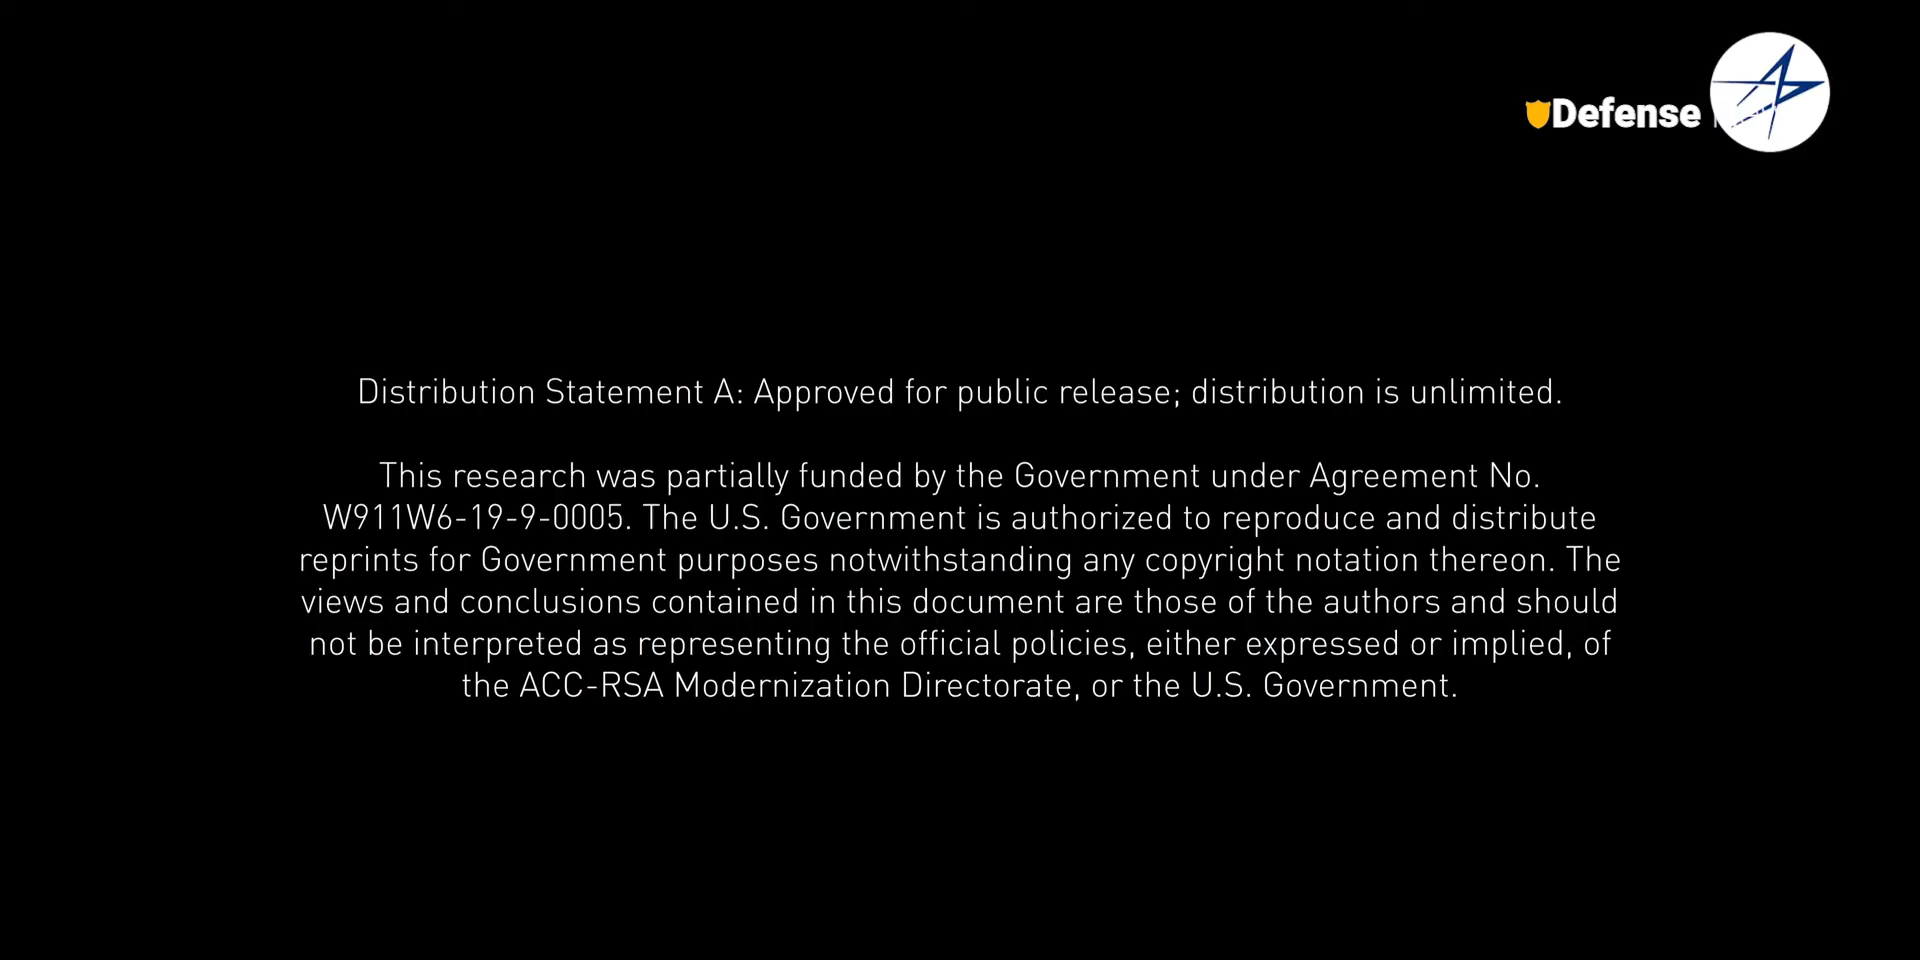 Defense
Distribution Statement A: Approved for public release; distribution is unlimited.
This research was partially funded by the Government under Agreement No.
W911W6-19-9-0005. The U.S. Government is authorized to reproduce and distribute
reprints for Government purposes notwithstanding any copyright notation thereon. The
views and conclusions contained in this document are those of the authors and should
not be interpreted as representing the official policies, either expressed or implied, of
the ACC-RSA Modernization Directorate, or the U.S. Government.